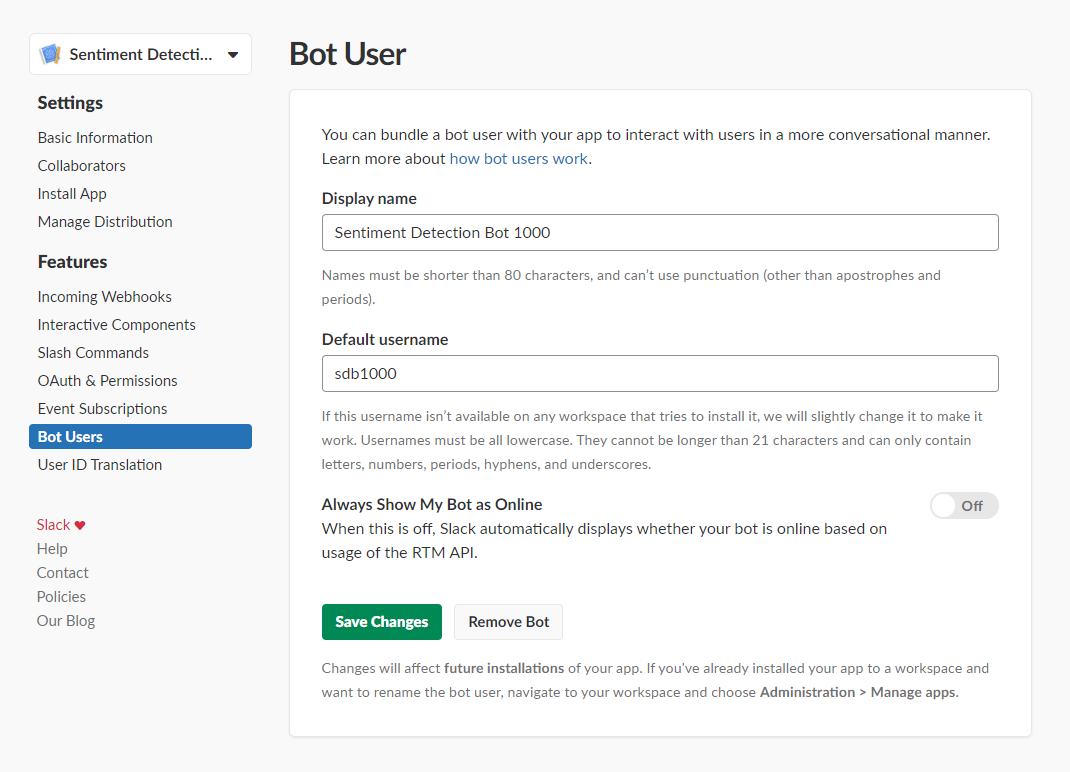 Sentiment Detecti...
Settings
Basic Information
Collaborators
Install App
Manage Distribution
Features
Incoming Webhooks
Interactive Components
Slash Commands
OAuth & Permissions
Event Subscriptions
Bot Users
User ID Translation
Slack ♥
Help
Contact
Policies
Our Blog
Bot User
You can bundle a bot user with your app to interact with users in a more conversational manner.
Learn more about how bot users work.
Display name
Sentiment Detection Bot 1000
Names must be shorter than 80 characters, and can’t use punctuation (other than apostrophes and
periods).
Default username
sdb1000
If this username isn’t available on any workspace that tries to install it, we will slightly change it to make it
work. Usernames must be all lowercase. They cannot be longer than 21 characters and can only contain
letters, numbers, periods, hyphens, and underscores.
Always Show My Bot as Online
Off
When this is off, Slack automatically displays whether your bot is online based on
usage of the RTM API.
Save Changes
Remove Bot
Changes will affect future installations of your app. If you’ve already installed your app to a workspace and
want to rename the bot user, navigate to your workspace and choose Administration > Manage apps.